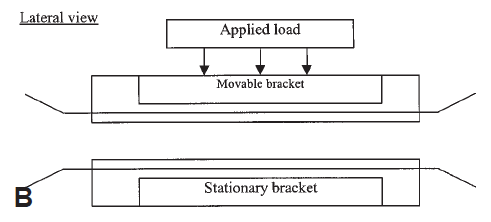 Lateral view
Applied load
Movable bracket
Stationary bracket
B